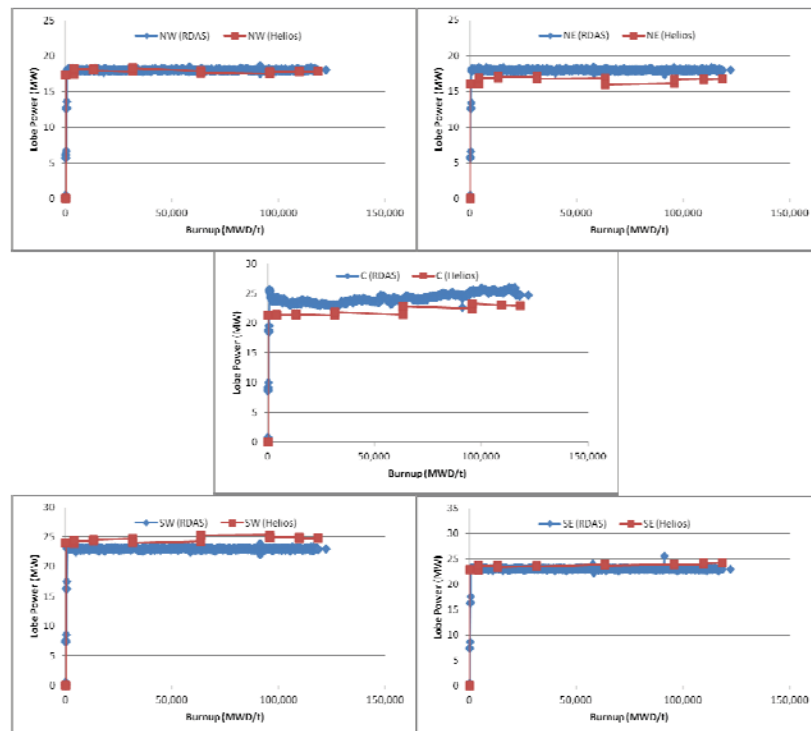 NW (RDAS) NW (Helios)
Lobe Power (MW)
25
20
15
10
5
0
0 50,000 100,000 150,000
Burnup (MWD/t)
NE (RDAS) NE (Helios)
Lobe Power (MW)
25
20
15
10
5
0
0 50,000 100,000 150,000
Burnup (MWD/t)
C (RDAS) C (Helios)
Lobe Power (MW)
30
25
20
15
10
5
0
0 50,000 100,000 150,000
Burnup (MWD/t)
SW (RDAS) SW (Helios)
Lobe Power (MW)
30
25
20
15
10
5
0
0 50,000 100,000 150,000
Burnup (MWD/t)
SE (RDAS) SE (Helios)
Lobe Power (MW)
35
30
25
20
15
10
5
0
0 50,000 100,000 150,000
Burnup (MWD/t)